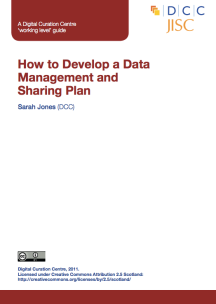 A Digital Curation Centre
'working level' guide
D C C
JISC
How to Develop a Data
Management and
Sharing Plan
Sarah Jones (DCC)
Digital Curation Centre, 2011.
Licensed under Creative Commons Attribution 2.5 Scotland:
http://creativecommons.org/licenses/by/2.5/scotland/